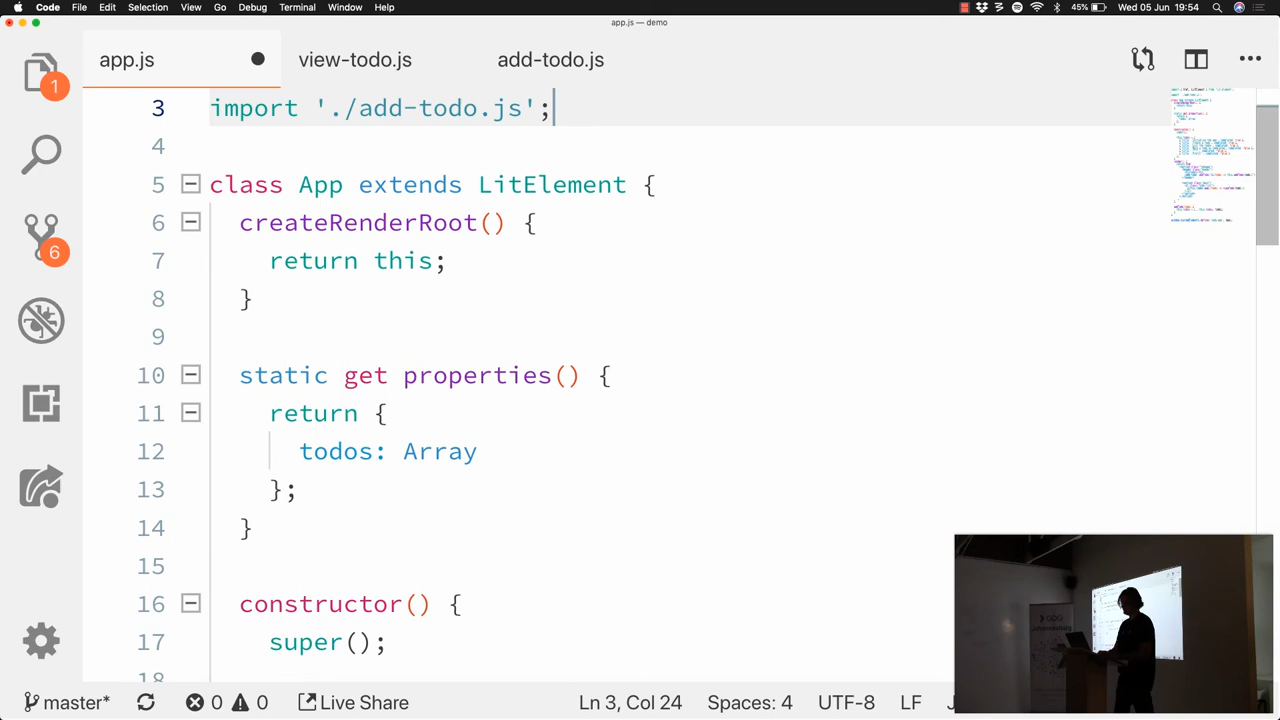 Code File Edit Selection View Go Debug Terminal Window Help 45% Wed 05 Jun 19:54
app.js — demo
app.js view-todo.js add-todo.js
1
6
3 import './add-todo.js';
4
5 class App extends LitElement {
6 createRenderRoot() {
7 return this;
8 }
9
10 static get properties() {
11 return {
12 todos: Array
13 };
14 }
15
16 constructor() {
17 super();
18
master* 0 0 Live Share Ln 3, Col 24 Spaces: 4 UTF-8 LF